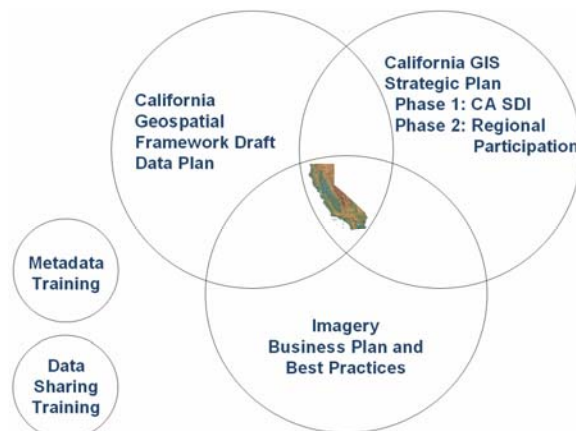 California
Geospatial
Framework Draft
Data Plan
California GIS
Strategic Plan
Phase 1: CA SDI
Phase 2: Regional
Participation
Metadata
Training
Imagery
Business Plan and
Best Practices
Data
Sharing
Training